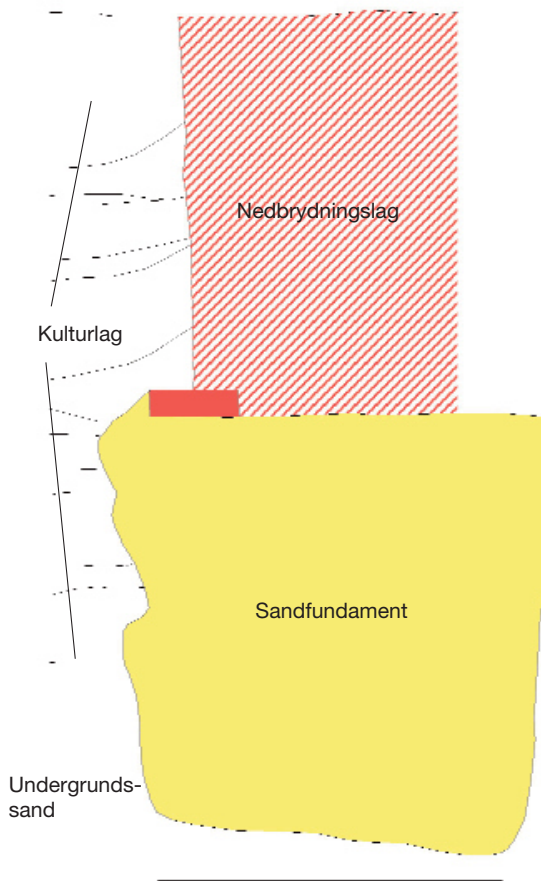 Nedbrydningslag
Kulturlag
Sandfundament
Undergrunds-
sand